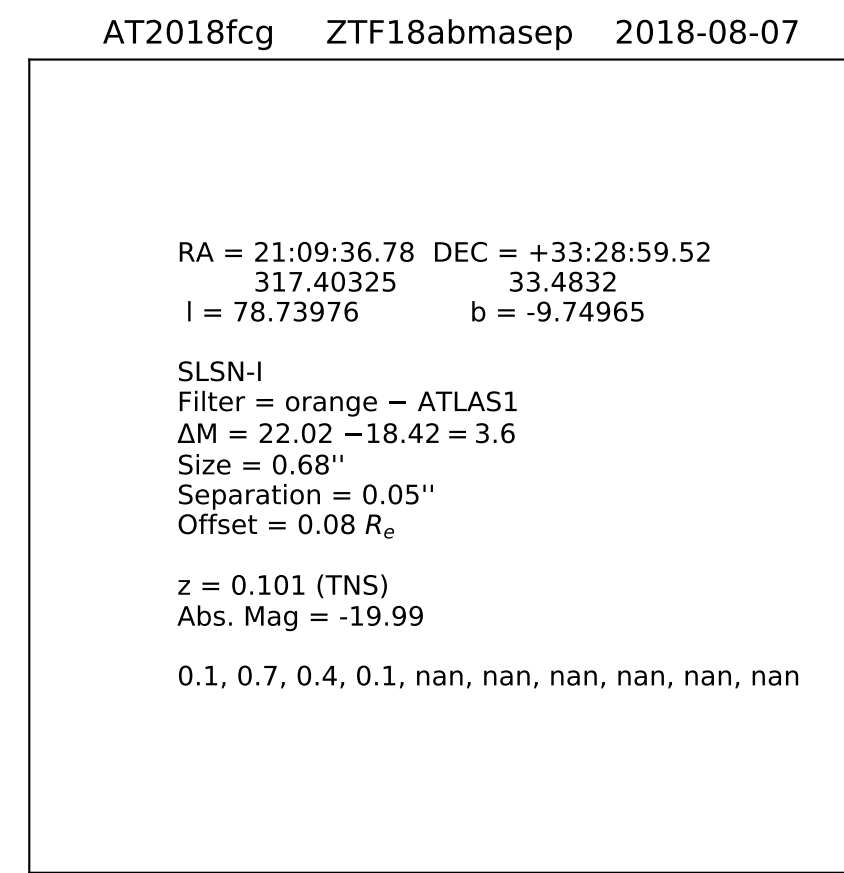 AT2018fcg ZTF18abmasep 2018-08-07
RA = 21:09:36.78 DEC = +33:28:59.52
317.40325 33.4832
l = 78.73976 b = -9.74965
SLSN-I
Filter = orange − ATLAS1
ΔM = 22.02 −18.42 = 3.6
Size = 0.68''
Separation = 0.05''
Offset = 0.08 Re
z = 0.101 (TNS)
Abs. Mag = -19.99
0.1, 0.7, 0.4, 0.1, nan, nan, nan, nan, nan, nan